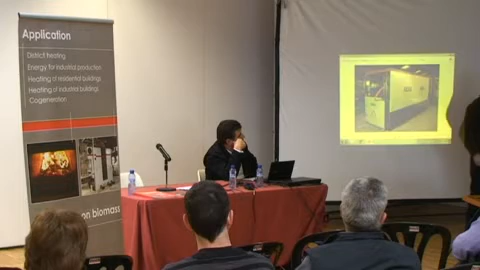 Application
District heating
Energy for industrial production
Heating of residential buildings
Heating of industrial buildings
Cogeneration
on biomass